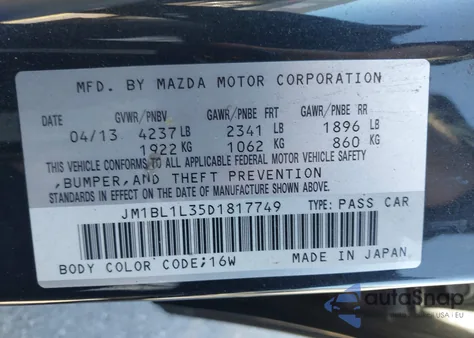 MFD. BY MAZDA MOTOR CORPORATION
DATE GVWR/PNBV GAWR/PNBE FRT GAWR/PNBE RR
04/13 4237 LB 2341 LB 1896 LB
1922 KG 1062 KG 860 KG
THIS VEHICLE CONFORMS TO ALL APPLICABLE FEDERAL MOTOR VEHICLE SAFETY
,BUMPER,AND THEFT PREVENTION
STANDARDS IN EFFECT ON THE DATE OF MANUFACTURE SHOWN ABOVE.
JM1BL1L35D1817749 TYPE: PASS CAR
BODY COLOR CODE;16W MADE IN JAPAN
autoSnap
USA | EU